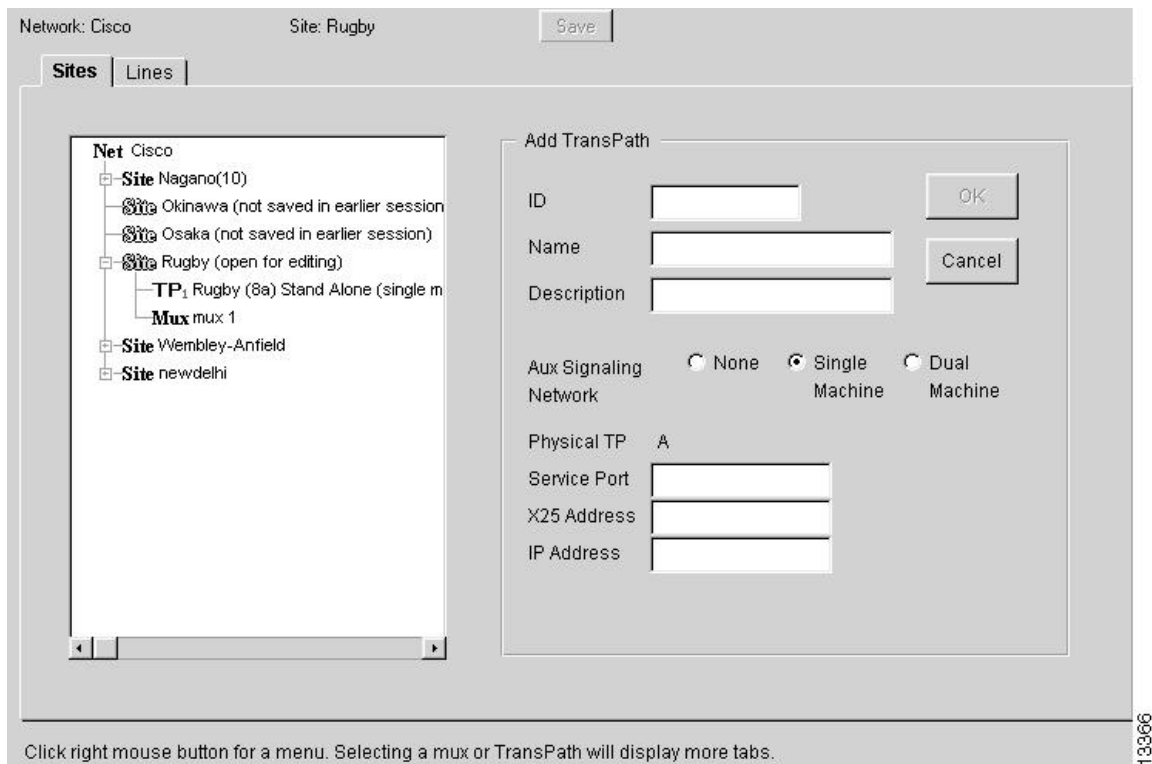 Network: Cisco Site: Rugby Save
Sites Lines
Net Cisco
Site Nagano(10)
Site Okinawa (not saved in earlier session
Site Osaka (not saved in earlier session)
Site Rugby (open for editing)
TP1 Rugby (8a) Stand Alone (single m
Mux mux 1
Site Wembley-Anfield
Site newdelhi
Add TransPath
ID
OK
Name
Cancel
Description
Aux Signaling Network
None
Single Machine
Dual Machine
Physical TP A
Service Port
X25 Address
IP Address
Click right mouse button for a menu. Selecting a mux or TransPath will display more tabs.
13366